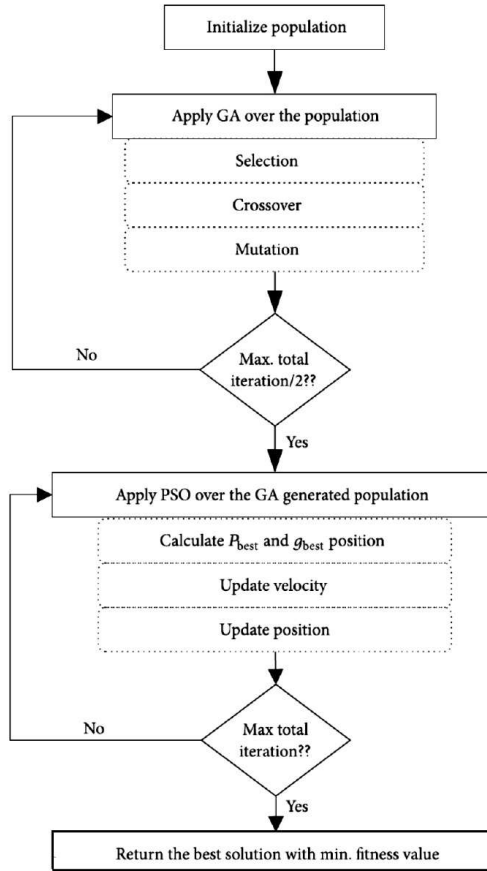 Initialize population
Apply GA over the population
Selection
Crossover
Mutation
No
Max. total
iteration/2??
Yes
Apply PSO over the GA generated population
Calculate Pbest and gbest position
Update velocity
Update position
No
Max total
iteration??
Yes
Return the best solution with min. fitness value